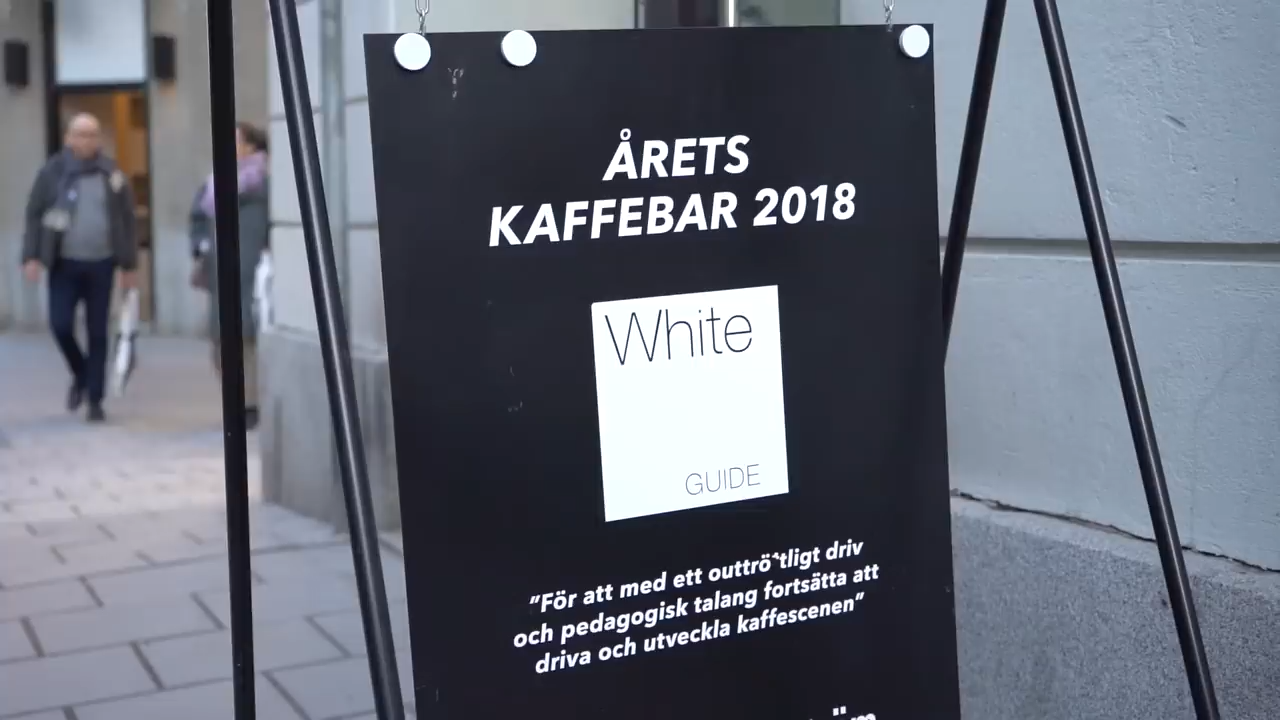 ÅRETS
KAFFEBAR 2018
White
GUIDE
"För att med ett outtröttligt driv
och pedagogisk talang fortsätta att
driva och utveckla kaffescenen"